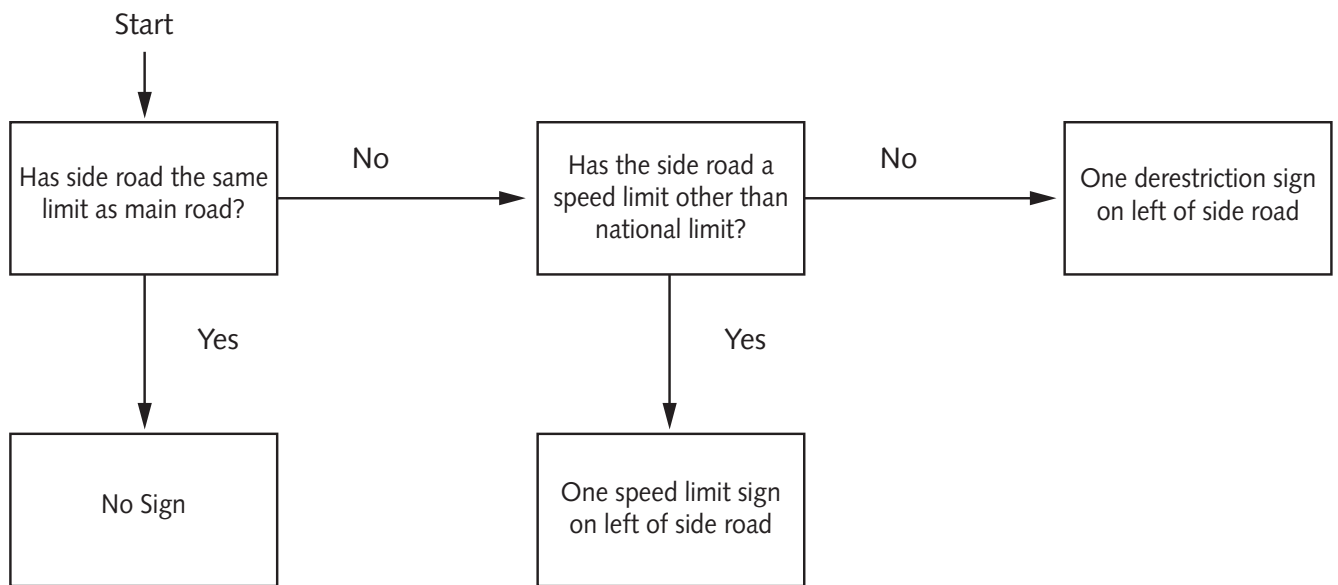 Start
Has side road the same
limit as main road?
No
Has the side road a
speed limit other than
national limit?
No
One derestriction sign
on left of side road
Yes
Yes
No Sign
One speed limit sign
on left of side road